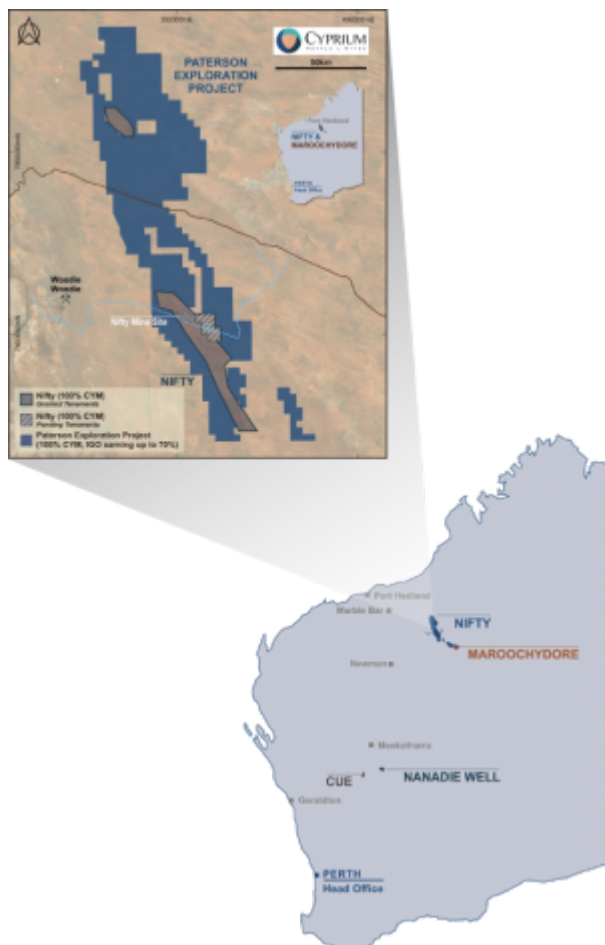 CYPRIUM
METALS LIMITED
50km
PATERSON
EXPLORATION
PROJECT
Port Hedland
NIFTY &
MAROOCHYDORE
PERTH
Head Office
Woodie
Woodie
Nifty Mine Site
NIFTY
Nifty (100% CYM)
Granted Tenements
Nifty (100% CYM)
Pending Tenements
Paterson Exploration Project
(100% CYM, IGO earning up to 70%)
Port Hedland
Marble Bar
NIFTY
MAROOCHYDORE
Newman
Meekatharra
CUE
NANADIE WELL
Geraldton
PERTH
Head Office